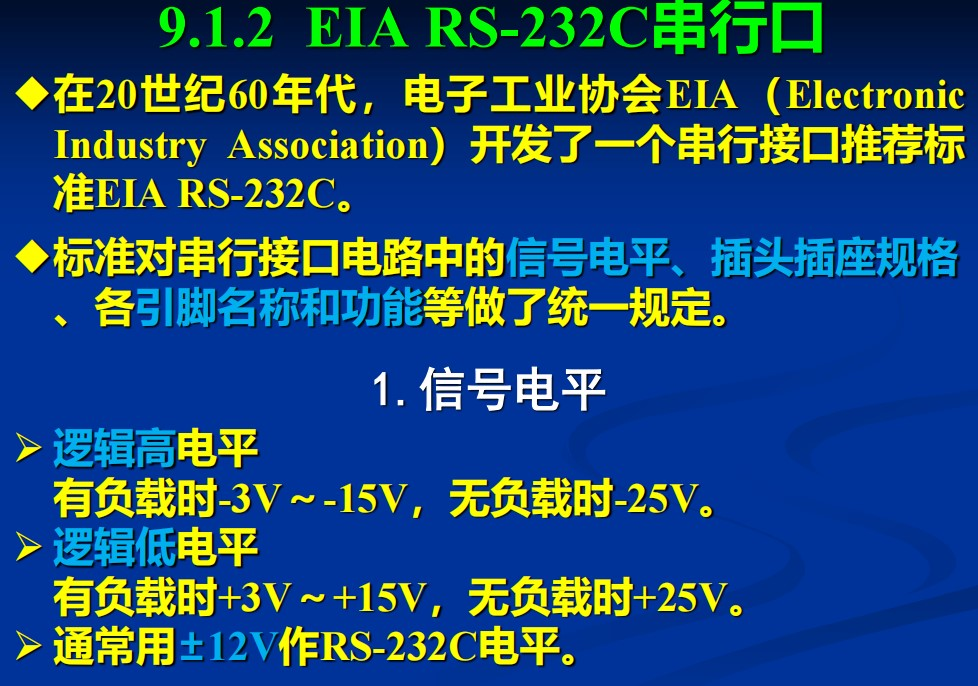 9.1.2 EIA RS-232C串行口
◆在20世纪60年代，电子工业协会EIA（Electronic
Industry Association）开发了一个串行接口推荐标
准EIA RS-232C。
◆标准对串行接口电路中的信号电平、插头插座规格
、各引脚名称和功能等做了统一规定。
1.信号电平
➢逻辑高电平
有负载时-3V～-15V，无负载时-25V。
➢逻辑低电平
有负载时+3V～+15V，无负载时+25V。
➢通常用±12V作RS-232C电平。